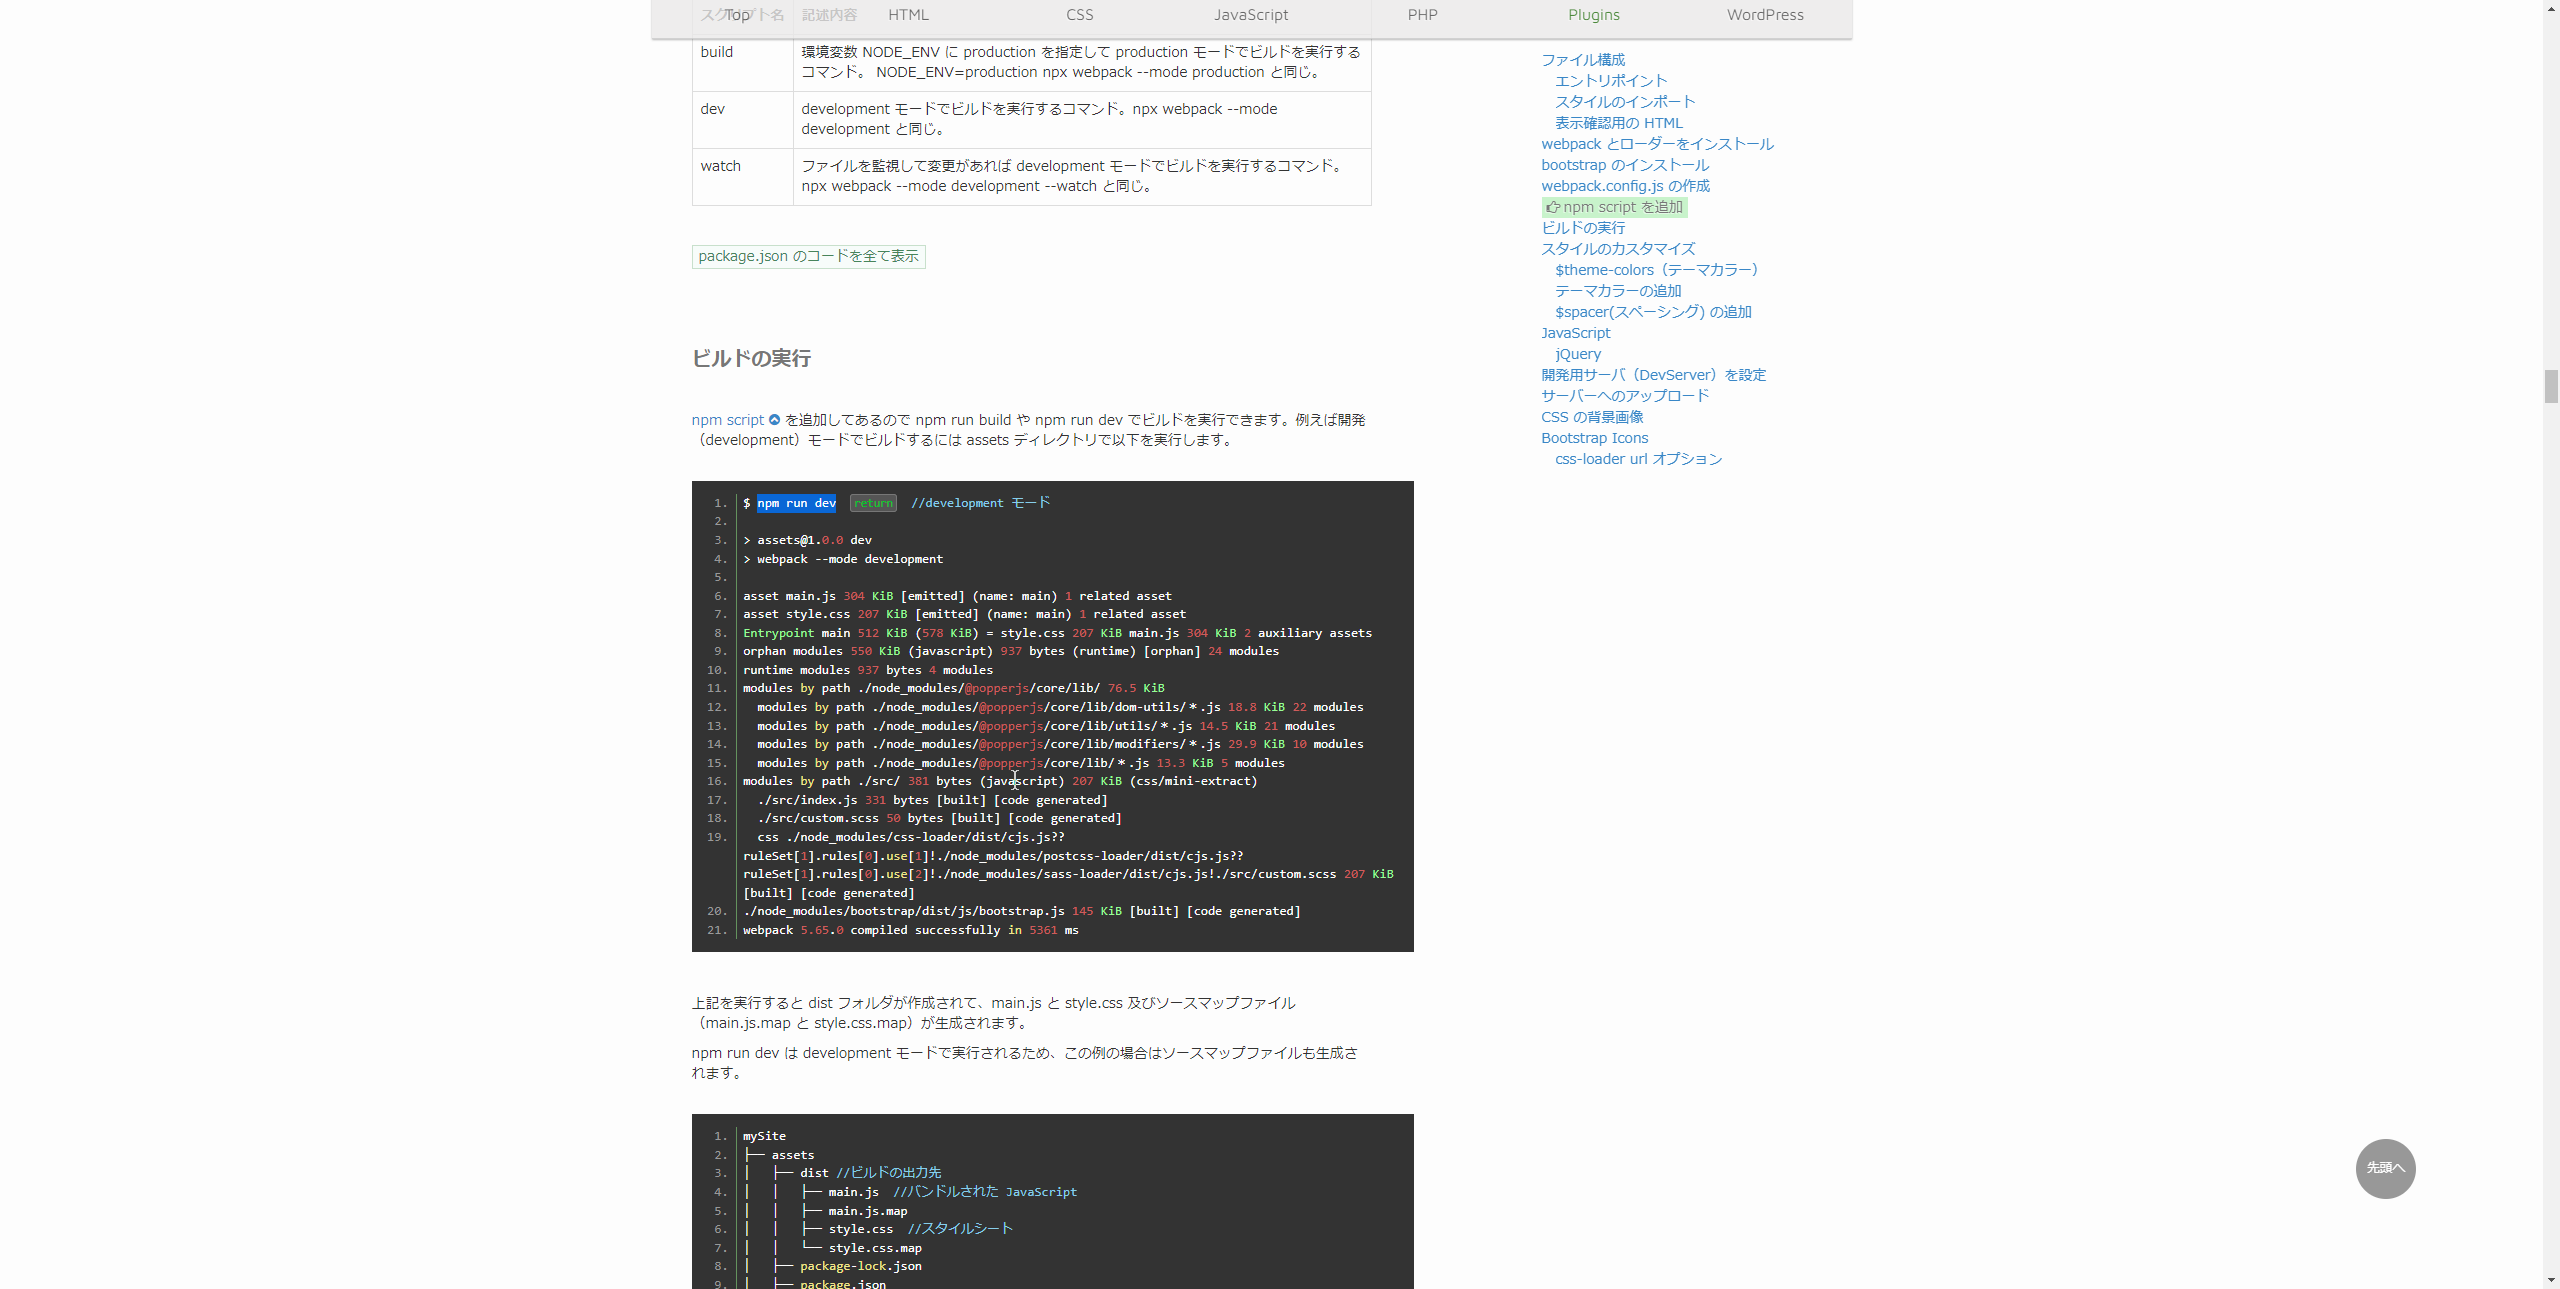 Top
HTML
CSS
JavaScript
PHP
Plugins
WordPress
スクリプト名
記述内容
build
環境変数 NODE_ENV に production を指定して production モードでビルドを実行する
コマンド。 NODE_ENV=production npx webpack --mode production と同じ。
dev
development モードでビルドを実行するコマンド。npx webpack --mode
development と同じ。
watch
ファイルを監視して変更があれば development モードでビルドを実行するコマンド。
npx webpack --mode development --watch と同じ。
package.json のコードを全て表示
ビルドの実行
npm script を追加してあるので npm run build や npm run dev でビルドを実行できます。例えば開発
（development）モードでビルドするには assets ディレクトリで以下を実行します。
1. $ npm run dev return //development モード
2.
3. > assets@1.0.0 dev
4. > webpack --mode development
5.
6. asset main.js 304 KiB [emitted] (name: main) 1 related asset
7. asset style.css 207 KiB [emitted] (name: main) 1 related asset
8. Entrypoint main 512 KiB (578 KiB) = style.css 207 KiB main.js 304 KiB 2 auxiliary assets
9. orphan modules 550 KiB (javascript) 937 bytes (runtime) [orphan] 24 modules
10. runtime modules 937 bytes 4 modules
11. modules by path ./node_modules/@popperjs/core/lib/ 76.5 KiB
12. modules by path ./node_modules/@popperjs/core/lib/dom-utils/*.js 18.8 KiB 22 modules
13. modules by path ./node_modules/@popperjs/core/lib/utils/*.js 14.5 KiB 21 modules
14. modules by path ./node_modules/@popperjs/core/lib/modifiers/*.js 29.9 KiB 10 modules
15. modules by path ./node_modules/@popperjs/core/lib/*.js 13.3 KiB 5 modules
16. modules by path ./src/ 381 bytes (javascript) 207 KiB (css/mini-extract)
17. ./src/index.js 331 bytes [built] [code generated]
18. ./src/custom.scss 50 bytes [built] [code generated]
19. css ./node_modules/css-loader/dist/cjs.js??
ruleSet[1].rules[0].use[1]!./node_modules/postcss-loader/dist/cjs.js??
ruleSet[1].rules[0].use[2]!./node_modules/sass-loader/dist/cjs.js!./src/custom.scss 207 KiB
[built] [code generated]
20. ./node_modules/bootstrap/dist/js/bootstrap.js 145 KiB [built] [code generated]
21. webpack 5.65.0 compiled successfully in 5361 ms
上記を実行すると dist フォルダが作成されて、main.js と style.css 及びソースマップファイル
（main.js.map と style.css.map）が生成されます。
npm run dev は development モードで実行されるため、この例の場合はソースマップファイルも生成さ
れます。
1. mySite
2. ├── assets
3. │   ├── dist //ビルドの出力先
4. │   │   ├── main.js //バンドルされた JavaScript
5. │   │   ├── main.js.map
6. │   │   ├── style.css //スタイルシート
7. │   │   └── style.css.map
8. │   ├── package-lock.json
9. │   ├── package.json
ファイル構成
エントリポイント
スタイルのインポート
表示確認用の HTML
webpack とローダーをインストール
bootstrap のインストール
webpack.config.js の作成
npm script を追加
ビルドの実行
スタイルのカスタマイズ
$theme-colors（テーマカラー）
テーマカラーの追加
$spacer(スペーシング) の追加
JavaScript
jQuery
開発用サーバ（DevServer）を設定
サーバーへのアップロード
CSS の背景画像
Bootstrap Icons
css-loader url オプション
先頭へ